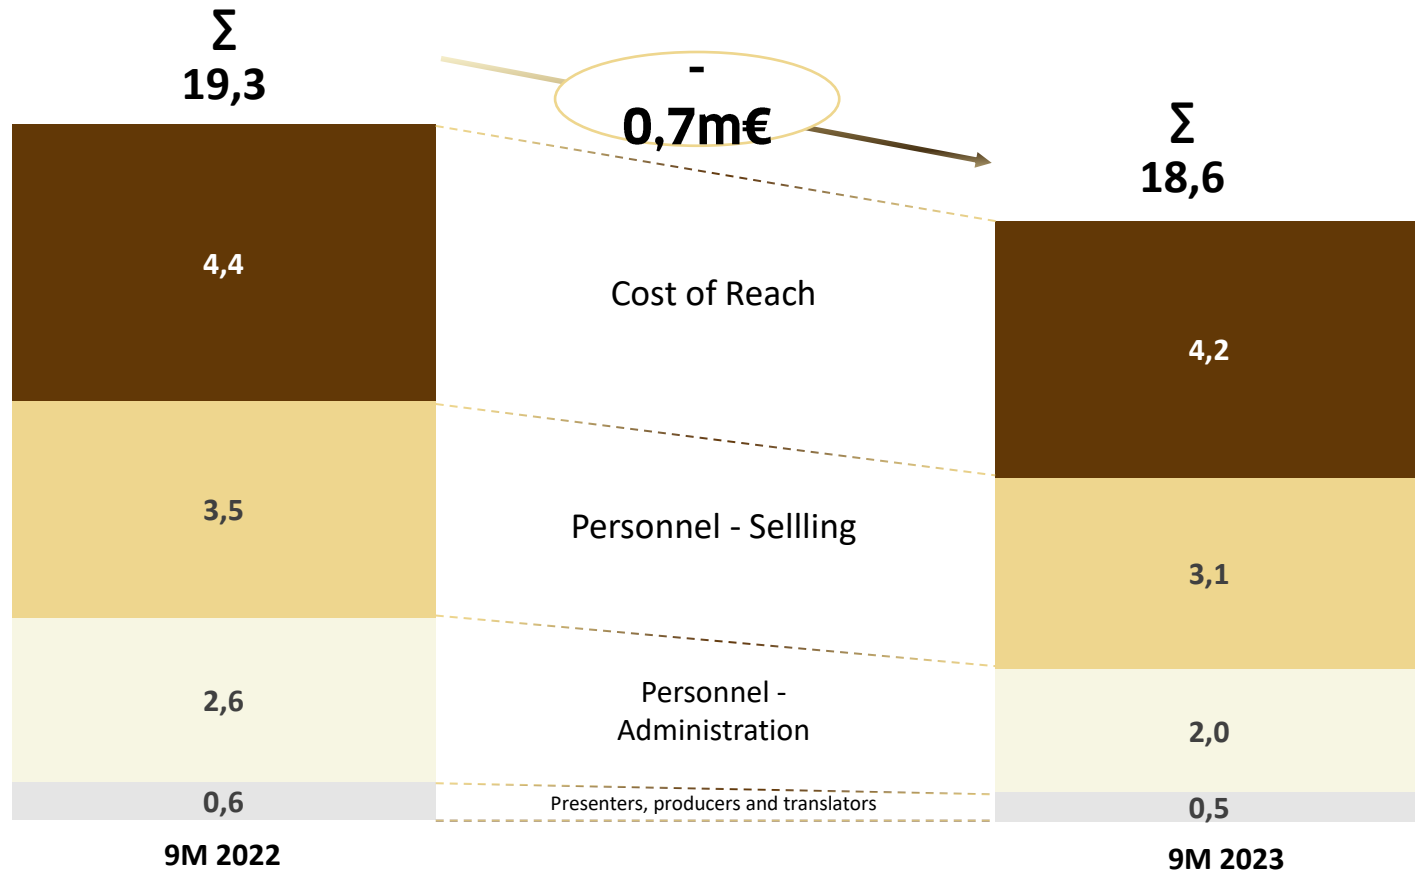 Σ
19,3
-
0,7m€
Σ
18,6
4,4
Cost of Reach
4,2
3,5
Personnel - Sellling
3,1
2,6
Personnel -
Administration
2,0
0,6
Presenters, producers and translators
0,5
9M 2022
9M 2023